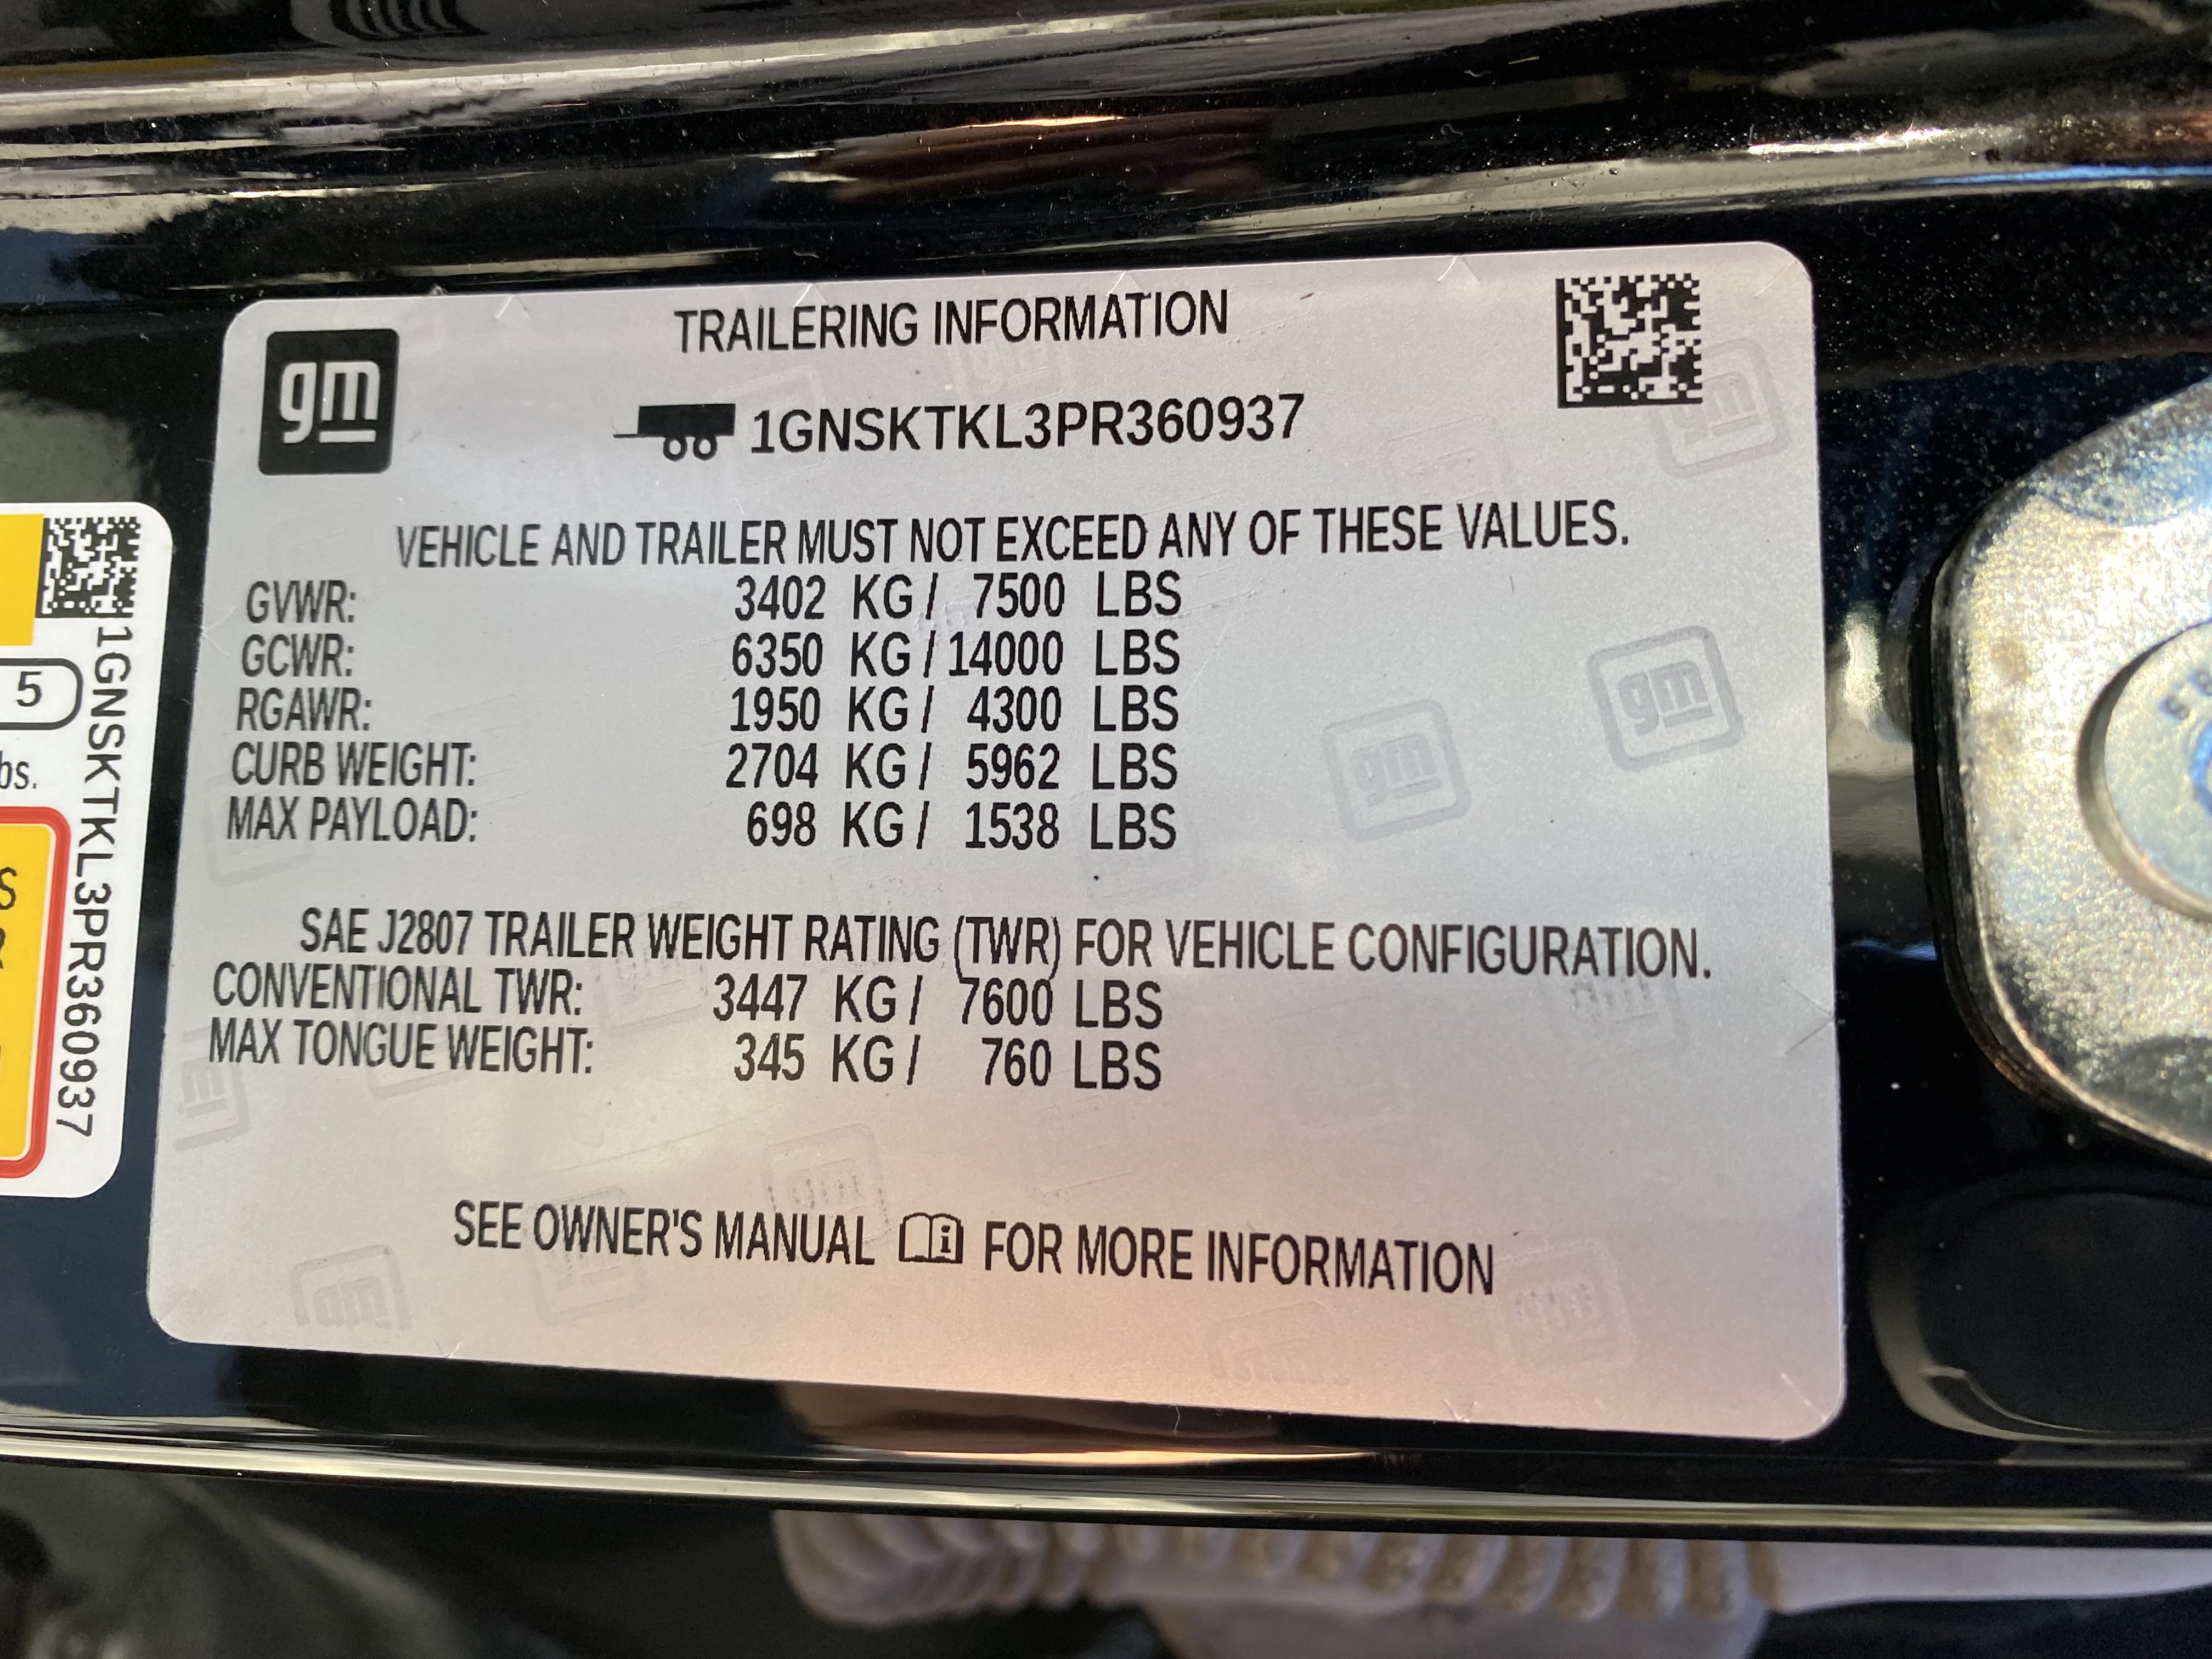 gm
TRAILERING INFORMATION
1GNSKTKL3PR360937
VEHICLE AND TRAILER MUST NOT EXCEED ANY OF THESE VALUES.
GVWR: 3402 KG / 7500 LBS
GCWR: 6350 KG / 14000 LBS
RGAWR: 1950 KG / 4300 LBS
CURB WEIGHT: 2704 KG / 5962 LBS
MAX PAYLOAD: 698 KG / 1538 LBS
SAE J2807 TRAILER WEIGHT RATING (TWR) FOR VEHICLE CONFIGURATION.
CONVENTIONAL TWR: 3447 KG / 7600 LBS
MAX TONGUE WEIGHT: 345 KG / 760 LBS
SEE OWNER'S MANUAL FOR MORE INFORMATION
1GNSKTKL3PR360937
5